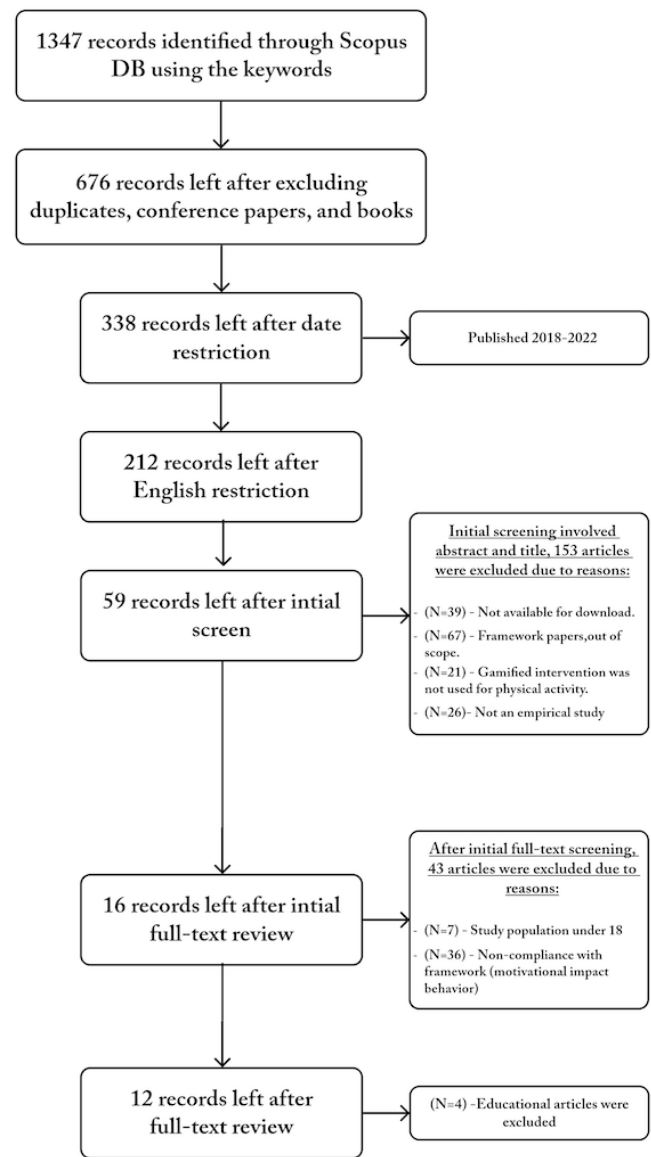 1347 records identified through Scopus
DB using the keywords
676 records left after excluding
duplicates, conference papers, and books
338 records left after date
restriction
Published 2018-2022
212 records left after
English restriction
Initial screening involved
abstract and title, 153 articles
were excluded due to reasons:
59 records left after intial
screen
- (N=39) - Not available for download.
- (N=67) - Framework papers,out of
scope.
- (N=21) - Gamified intervention was
not used for physical activity.
- (N=26)- Not an empirical study
After initial full-text screening,
43 articles were excluded due to
reasons:
16 records left after intial
full-text review
- (N=7) - Study population under 18
- (N=36) - Non-compliance with
framework (motivational impact
behavior)
12 records left after
full-text review
(N=4) -Educational articles were
excluded